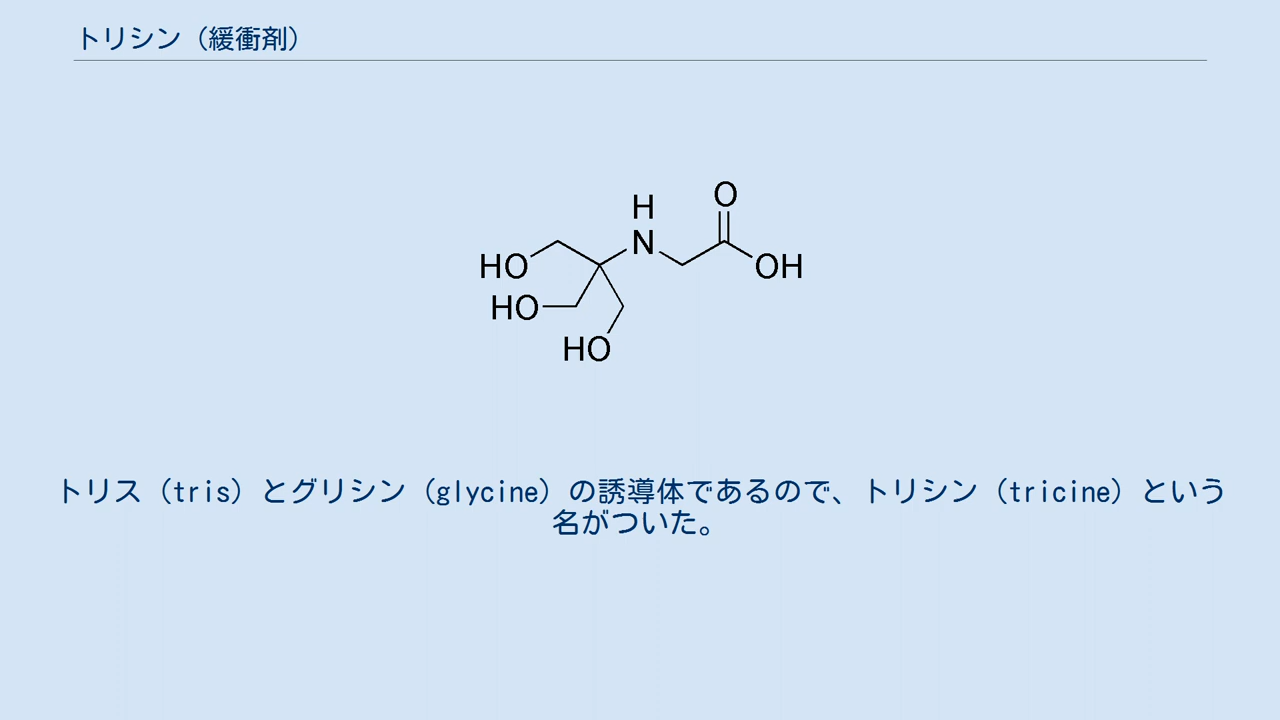 トリシン（緩衝剤）
H
O
N
HO
OH
HO
HO
トリス（tris）とグリシン（glycine）の誘導体であるので、トリシン（tricine）という
名がついた。